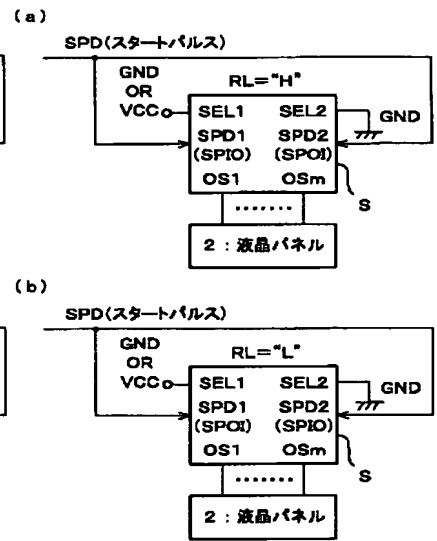 (a)
SPD(スタートパルス)
GND
OR
VCC
RL="H"
SEL1 SEL2
GND
SPD1 SPD2
(SPIO) (SPOI)
OS1 OSm
S
2 : 液晶パネル
(b)
SPD(スタートパルス)
GND
OR
VCC
RL="L"
SEL1 SEL2
GND
SPD1 SPD2
(SPOI) (SPIO)
OS1 OSm
S
2 : 液晶パネル